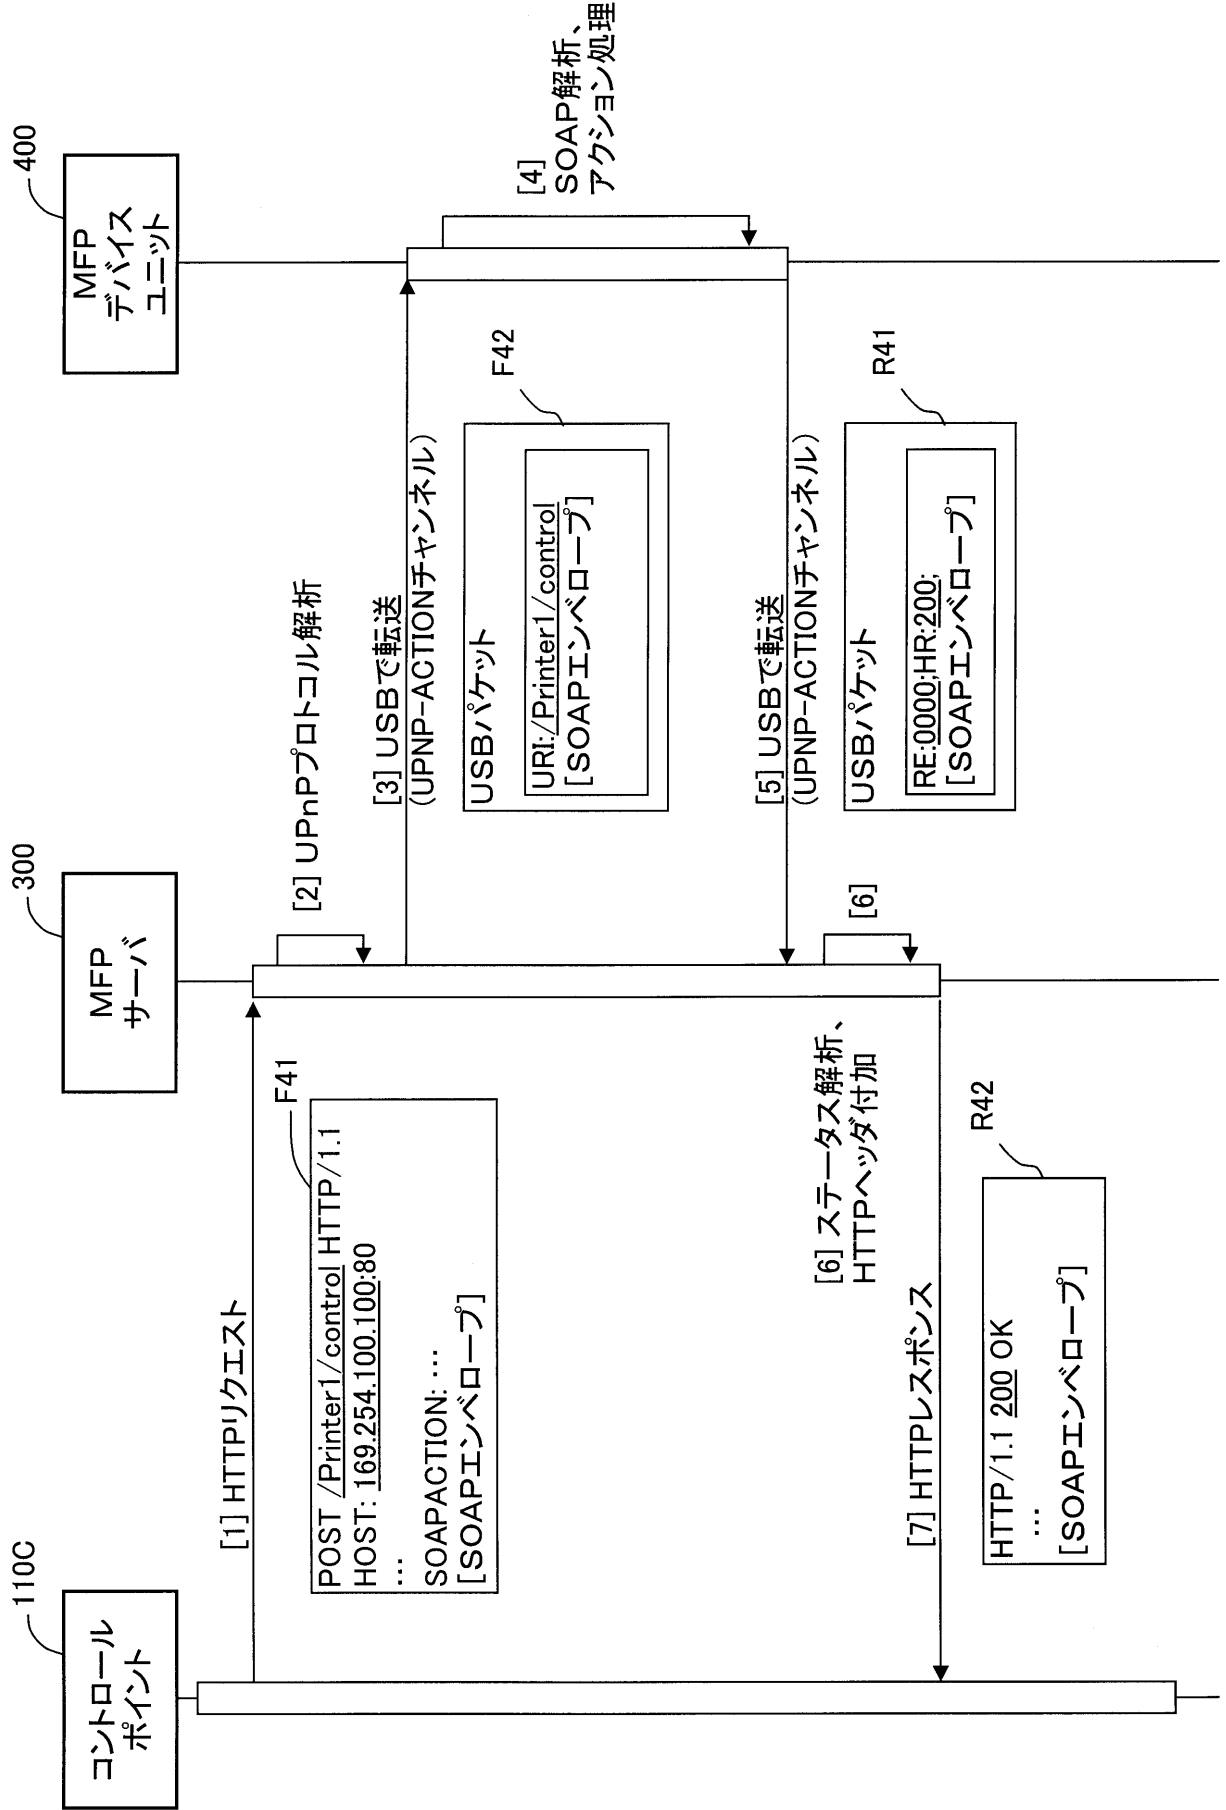 コントロール
ポイント
110C
MFP
サーバ
300
MFP
デバイス
ユニット
400
[1] HTTPリクエスト
F41
POST /Printer1/control HTTP/1.1
HOST: 169.254.100.100:80
…
SOAPACTION: …
[SOAPエンベロープ]
[2] UPnPプロトコル解析
[3] USBで転送
(UPNP-ACTIONチャンネル)
F42
USBパケット
URI:/Printer1/control
[SOAPエンベロープ]
[4]
SOAP解析、
アクション処理
[5] USBで転送
(UPNP-ACTIONチャンネル)
R41
USBパケット
RE:0000;HR:200;
[SOAPエンベロープ]
[6]
[6] ステータス解析、
HTTPヘッダ付加
[7] HTTPレスポンス
R42
HTTP/1.1 200 OK
…
[SOAPエンベロープ]